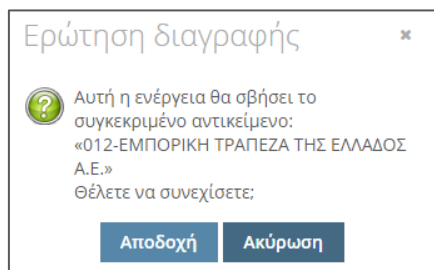 Ερώτηση διαγραφής
Αυτή η ενέργεια θα σβήσει το
συγκεκριμένο αντικείμενο:
«012-ΕΜΠΟΡΙΚΗ ΤΡΑΠΕΖΑ ΤΗΣ ΕΛΛΑΔΟΣ
Α.Ε.»
Θέλετε να συνεχίσετε;
Αποδοχή Ακύρωση